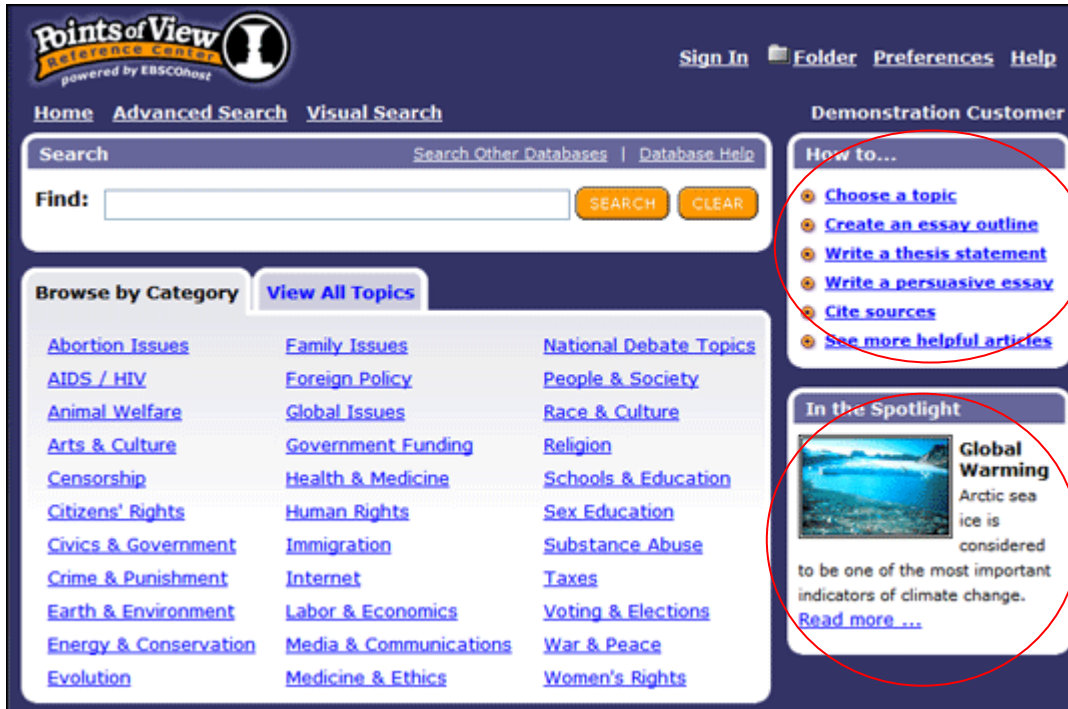 Points of View
Reference Center
powered by EBSCOhost
Sign In Folder Preferences Help
Home Advanced Search Visual Search
Demonstration Customer
Search Search Other Databases | Database Help
Find: SEARCH CLEAR
How to...
Choose a topic
Create an essay outline
Write a thesis statement
Write a persuasive essay
Cite sources
See more helpful articles
Browse by Category View All Topics
Abortion Issues Family Issues National Debate Topics
AIDS / HIV Foreign Policy People & Society
Animal Welfare Global Issues Race & Culture
Arts & Culture Government Funding Religion
Censorship Health & Medicine Schools & Education
Citizens' Rights Human Rights Sex Education
Civics & Government Immigration Substance Abuse
Crime & Punishment Internet Taxes
Earth & Environment Labor & Economics Voting & Elections
Energy & Conservation Media & Communications War & Peace
Evolution Medicine & Ethics Women's Rights
In the Spotlight
Global
Warming
Arctic sea
ice is
considered
to be one of the most important
indicators of climate change.
Read more ...